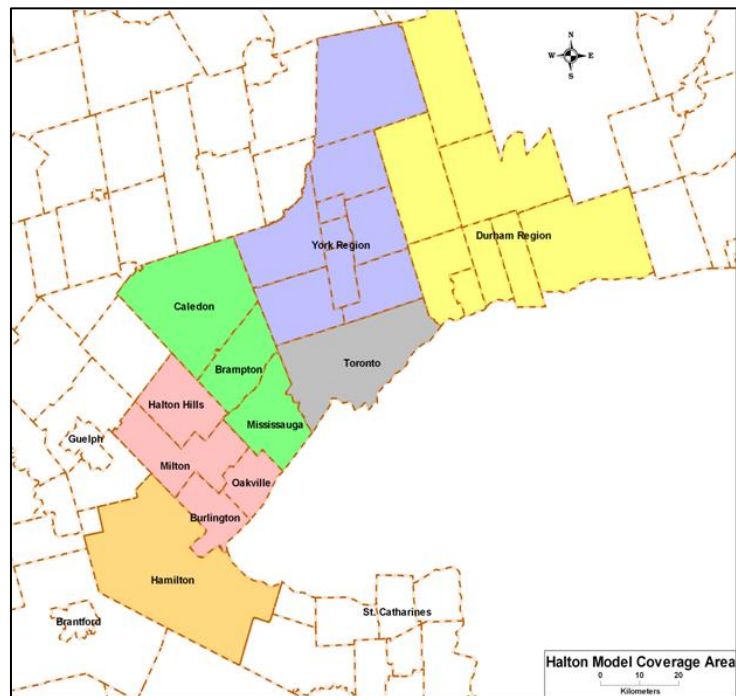 N
W E
S
York Region
Durham Region
Caledon
Brampton
Toronto
Halton Hills
Mississauga
Guelph
Milton
Oakville
Burlington
Hamilton
St. Catharines
Brantford
Halton Model Coverage Area
0 10 20
Kilometers